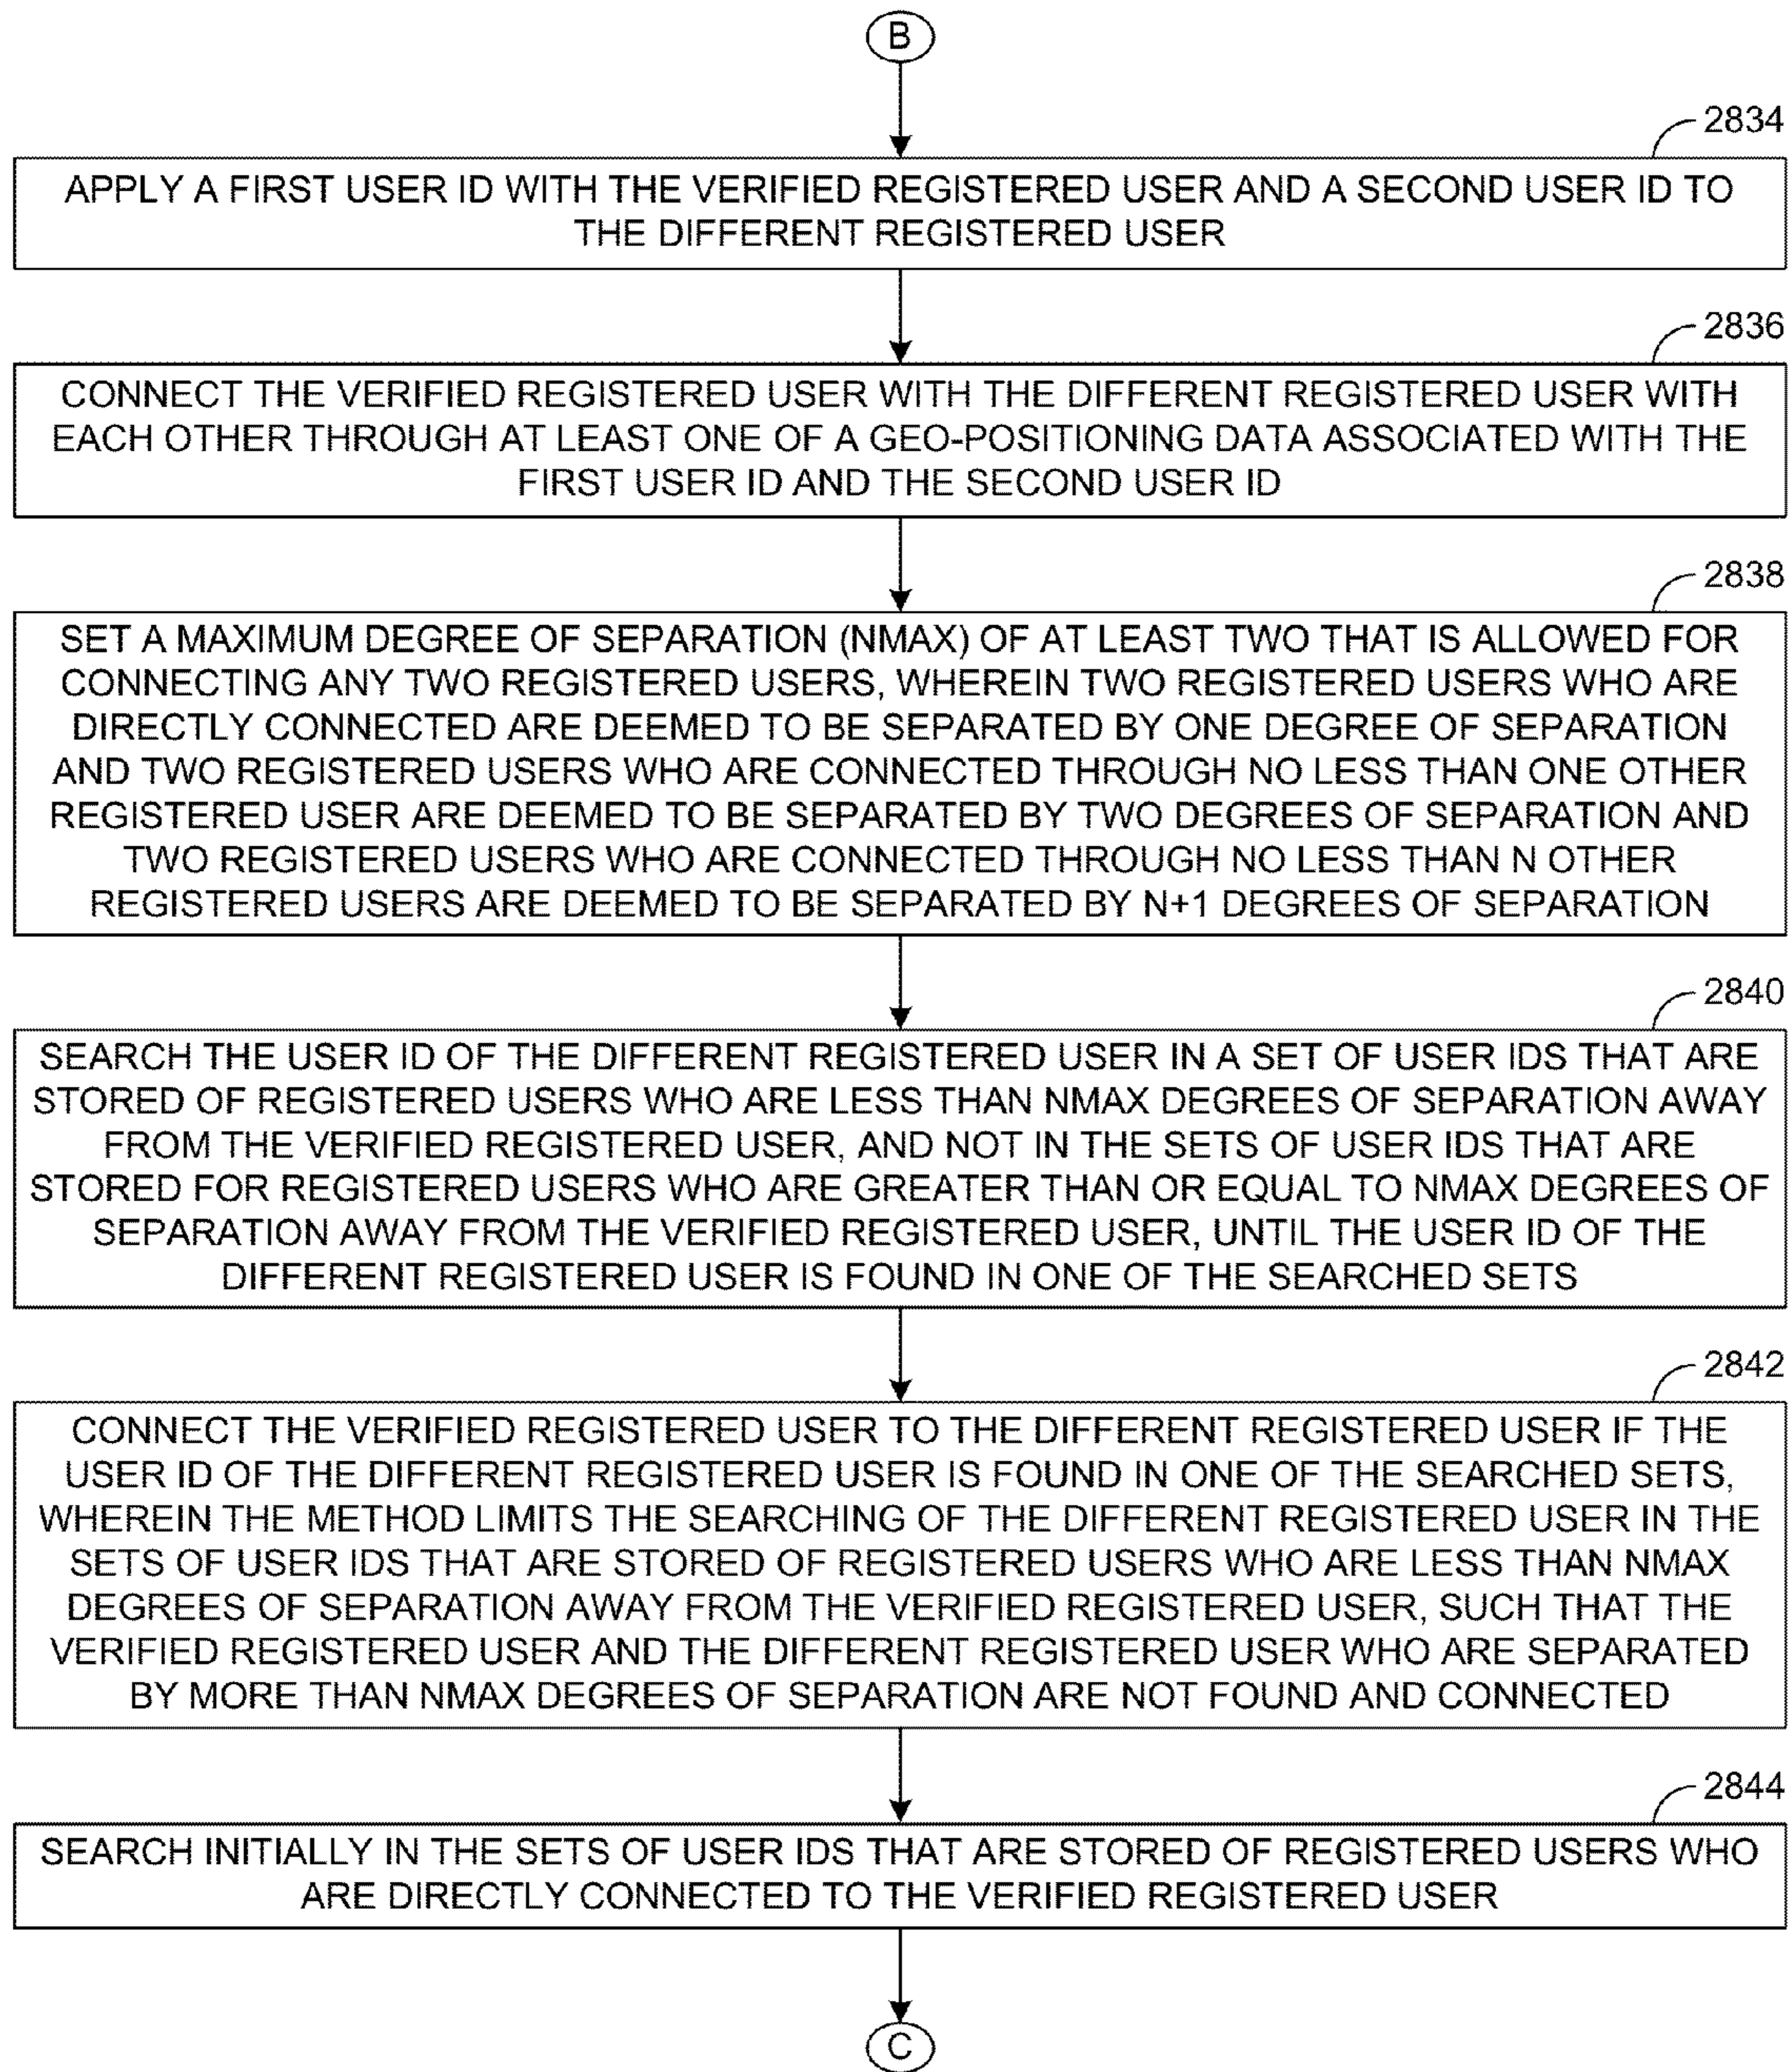 B
2834
APPLY A FIRST USER ID WITH THE VERIFIED REGISTERED USER AND A SECOND USER ID TO
THE DIFFERENT REGISTERED USER
2836
CONNECT THE VERIFIED REGISTERED USER WITH THE DIFFERENT REGISTERED USER WITH
EACH OTHER THROUGH AT LEAST ONE OF A GEO-POSITIONING DATA ASSOCIATED WITH THE
FIRST USER ID AND THE SECOND USER ID
2838
SET A MAXIMUM DEGREE OF SEPARATION (NMAX) OF AT LEAST TWO THAT IS ALLOWED FOR
CONNECTING ANY TWO REGISTERED USERS, WHEREIN TWO REGISTERED USERS WHO ARE
DIRECTLY CONNECTED ARE DEEMED TO BE SEPARATED BY ONE DEGREE OF SEPARATION
AND TWO REGISTERED USERS WHO ARE CONNECTED THROUGH NO LESS THAN ONE OTHER
REGISTERED USER ARE DEEMED TO BE SEPARATED BY TWO DEGREES OF SEPARATION AND
TWO REGISTERED USERS WHO ARE CONNECTED THROUGH NO LESS THAN N OTHER
REGISTERED USERS ARE DEEMED TO BE SEPARATED BY N+1 DEGREES OF SEPARATION
2840
SEARCH THE USER ID OF THE DIFFERENT REGISTERED USER IN A SET OF USER IDS THAT ARE
STORED OF REGISTERED USERS WHO ARE LESS THAN NMAX DEGREES OF SEPARATION AWAY
FROM THE VERIFIED REGISTERED USER, AND NOT IN THE SETS OF USER IDS THAT ARE
STORED FOR REGISTERED USERS WHO ARE GREATER THAN OR EQUAL TO NMAX DEGREES OF
SEPARATION AWAY FROM THE VERIFIED REGISTERED USER, UNTIL THE USER ID OF THE
DIFFERENT REGISTERED USER IS FOUND IN ONE OF THE SEARCHED SETS
2842
CONNECT THE VERIFIED REGISTERED USER TO THE DIFFERENT REGISTERED USER IF THE
USER ID OF THE DIFFERENT REGISTERED USER IS FOUND IN ONE OF THE SEARCHED SETS,
WHEREIN THE METHOD LIMITS THE SEARCHING OF THE DIFFERENT REGISTERED USER IN THE
SETS OF USER IDS THAT ARE STORED OF REGISTERED USERS WHO ARE LESS THAN NMAX
DEGREES OF SEPARATION AWAY FROM THE VERIFIED REGISTERED USER, SUCH THAT THE
VERIFIED REGISTERED USER AND THE DIFFERENT REGISTERED USER WHO ARE SEPARATED
BY MORE THAN NMAX DEGREES OF SEPARATION ARE NOT FOUND AND CONNECTED
2844
SEARCH INITIALLY IN THE SETS OF USER IDS THAT ARE STORED OF REGISTERED USERS WHO
ARE DIRECTLY CONNECTED TO THE VERIFIED REGISTERED USER
C